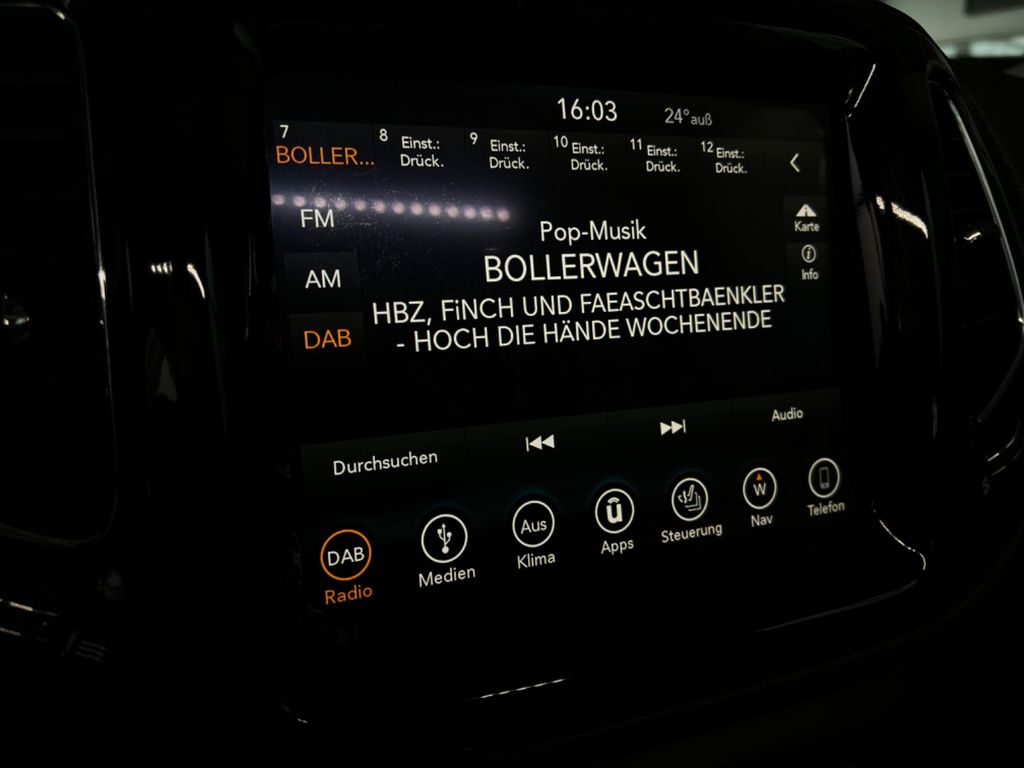 16:03
24°auß
7
BOLLER...
8 Einst.:
Drück.
9 Einst.:
Drück.
10 Einst.:
Drück.
11 Einst.:
Drück.
12 Einst.:
Drück.
FM
AM
DAB
Pop-Musik
BOLLERWAGEN
HBZ, FiNCH UND FAEASCHTBAENKLER
- HOCH DIE HÄNDE WOCHENENDE
Karte
i
Info
Durchsuchen
Audio
DAB
Radio
Medien
Aus
Klima
û
Apps
Steuerung
W
Nav
Telefon